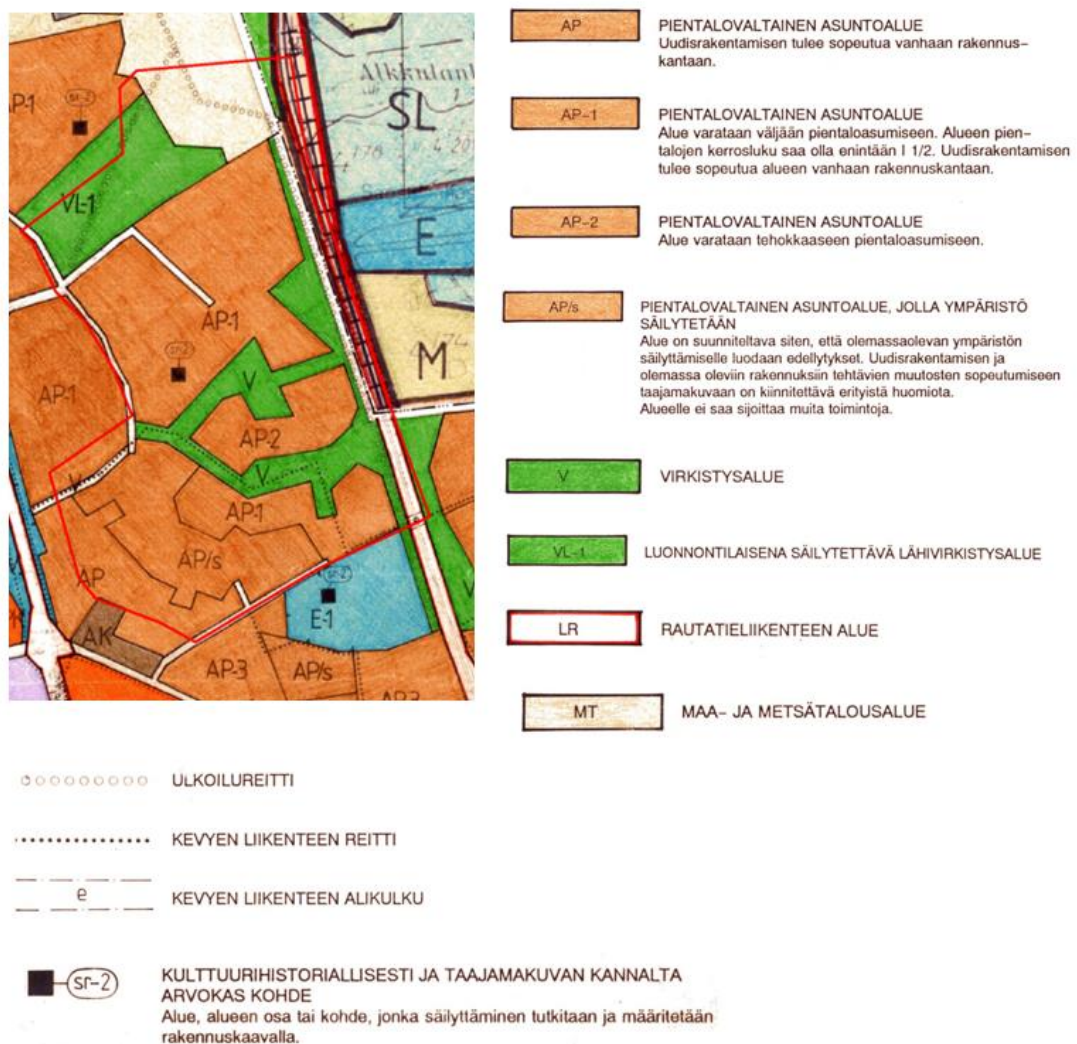 P-1
sr-2
VL-1
Alkkulanl
SL
178
4:20
E
M
AP-1
sr-2
V
AP-1
AP-2
V
V
AP-1
AP/s
AP
AK
sr-2
E-1
AP-3
AP/s
AP3
V
AP
PIENTALOVALTAINEN ASUNTOALUE
Uudisrakentamisen tulee sopeutua vanhaan rakennus-
kantaan.
AP-1
PIENTALOVALTAINEN ASUNTOALUE
Alue varataan väljään pientaloasumiseen. Alueen pien-
talojen kerrosluku saa olla enintään I 1/2. Uudisrakentamisen
tulee sopeutua alueen vanhaan rakennuskantaan.
AP-2
PIENTALOVALTAINEN ASUNTOALUE
Alue varataan tehokkaaseen pientaloasumiseen.
AP/s
PIENTALOVALTAINEN ASUNTOALUE, JOLLA YMPÄRISTÖ
SÄILYTETÄÄN
Alue on suunniteltava siten, että olemassaolevan ympäristön
säilyttämiselle luodaan edellytykset. Uudisrakentamisen ja
olemassa oleviin rakennuksiin tehtävien muutosten sopeutumiseen
taajamakuvaan on kiinnitettävä erityistä huomiota.
Alueelle ei saa sijoittaa muita toimintoja.
V
VIRKISTYSALUE
VL-1
LUONNONTILAISENA SÄILYTETTÄVÄ LÄHIVIRKISTYSALUE
LR
RAUTATIELIIKENTEEN ALUE
MT
MAA- JA METSÄTALOUSALUE
ULKOILUREITTI
KEVYEN LIIKENTEEN REITTI
e
KEVYEN LIIKENTEEN ALIKULKU
sr-2
KULTTUURIHISTORIALLISESTI JA TAAJAMAKUVAN KANNALTA
ARVOKAS KOHDE
Alue, alueen osa tai kohde, jonka säilyttäminen tutkitaan ja määritetään
rakennuskaavalla.